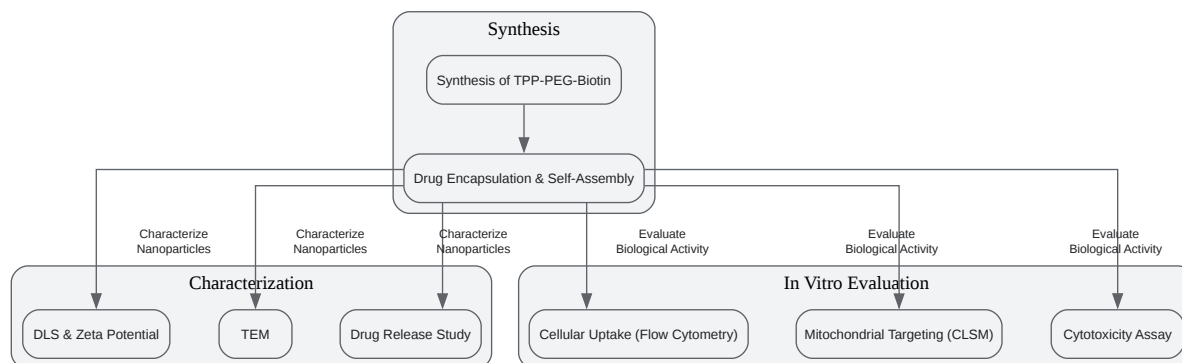 Synthesis
Synthesis of TPP-PEG-Biotin
Drug Encapsulation & Self-Assembly
Characterize
Nanoparticles
Characterize
Nanoparticles
Characterize
Nanoparticles
Evaluate
Biological Activity
Evaluate
Biological Activity
Evaluate
Biological Activity
Characterization
In Vitro Evaluation
DLS & Zeta Potential
TEM
Drug Release Study
Cellular Uptake (Flow Cytometry)
Mitochondrial Targeting (CLSM)
Cytotoxicity Assay